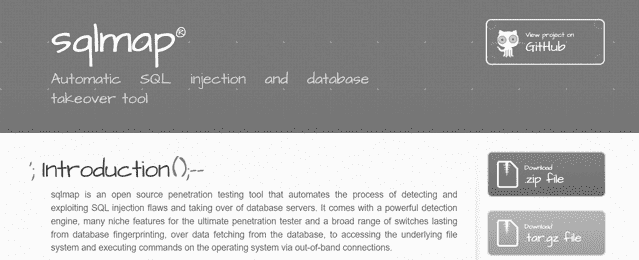 sqlmap®
View project on
GitHub
Automatic SQL injection and database
takeover tool
'; Introduction();--
sqlmap is an open source penetration testing tool that automates the process of detecting and
exploiting SQL injection flaws and taking over of database servers. It comes with a powerful detection
engine, many niche features for the ultimate penetration tester and a broad range of switches lasting
from database fingerprinting, over data fetching from the database, to accessing the underlying file
system and executing commands on the operating system via out-of-band connections.
Download
zip file
Download
tar.gz file